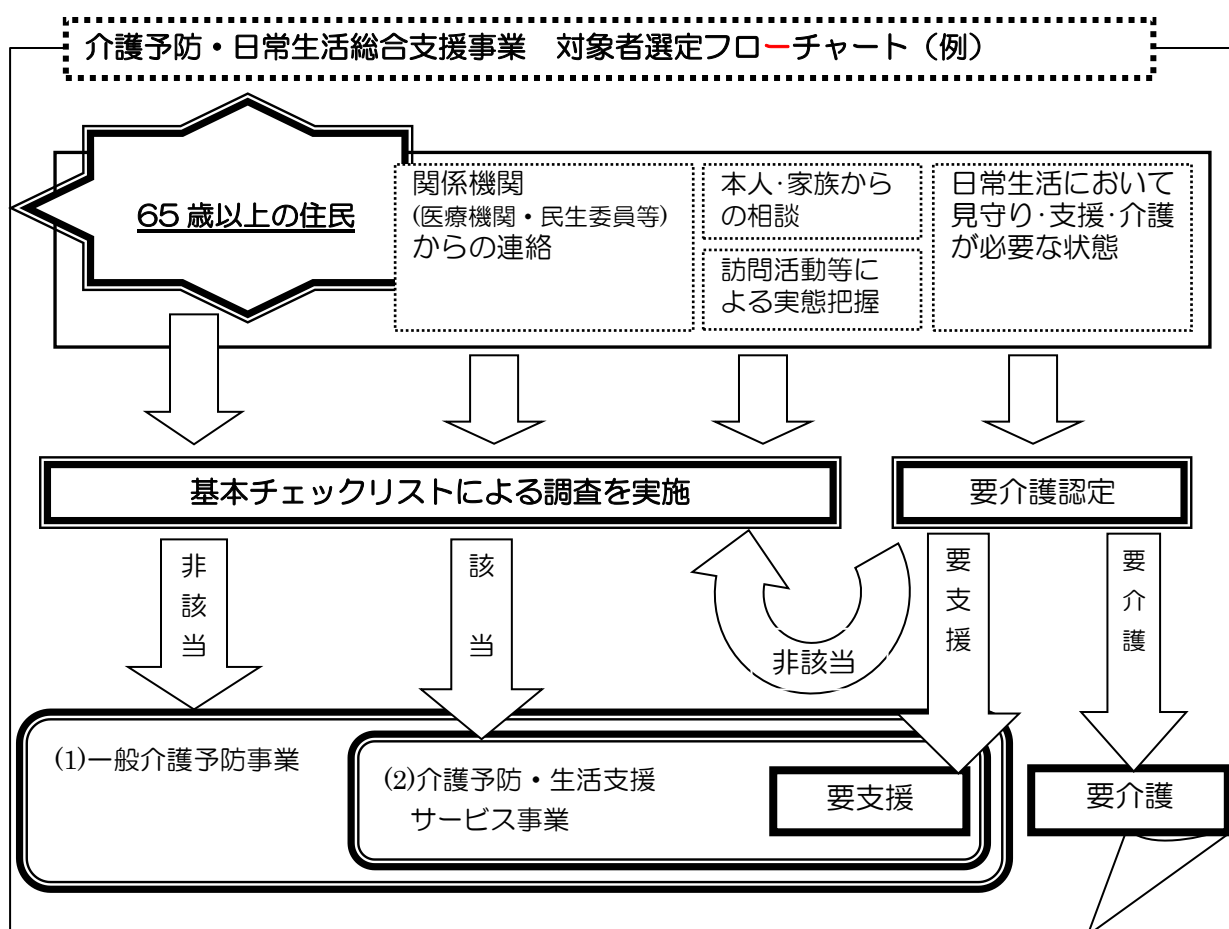 介護予防・日常生活総合支援事業　対象者選定フローチャート（例）
65歳以上の住民
関係機関
(医療機関・民生委員等)
からの連絡
本人・家族から
の相談
訪問活動等に
よる実態把握
日常生活において
見守り・支援・介護
が必要な状態
基本チェックリストによる調査を実施
要介護認定
非該当
該当
非該当
要支援
要介護
(1)一般介護予防事業
(2)介護予防・生活支援
サービス事業
要支援
要介護